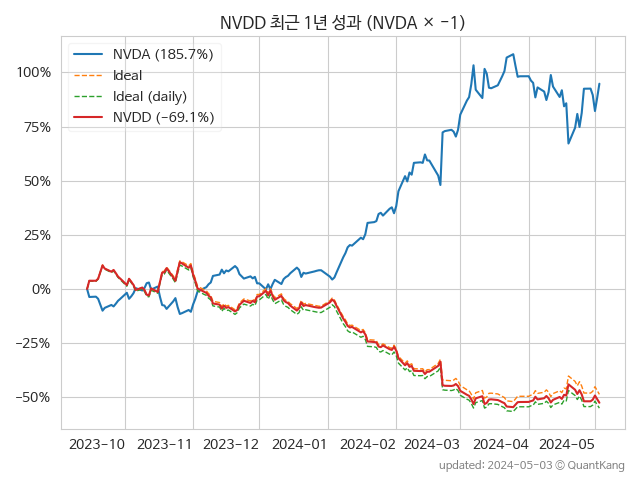 NVDD 최근 1년 성과 (NVDA × -1)
NVDA (185.7%)
Ideal
Ideal (daily)
NVDD (-69.1%)
100%
75%
50%
25%
0%
-25%
-50%
2023-10 2023-11 2023-12 2024-01 2024-02 2024-03 2024-04 2024-05
updated: 2024-05-03 © QuantKang